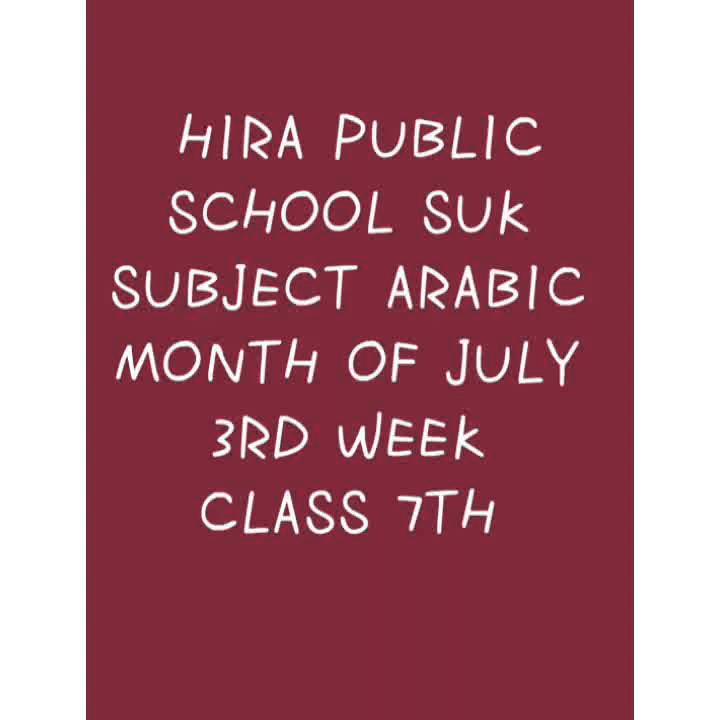 HIRA PUBLIC
SCHOOL SUK
SUBJECT ARABIC
MONTH OF JULY
3RD WEEK
CLASS 7TH